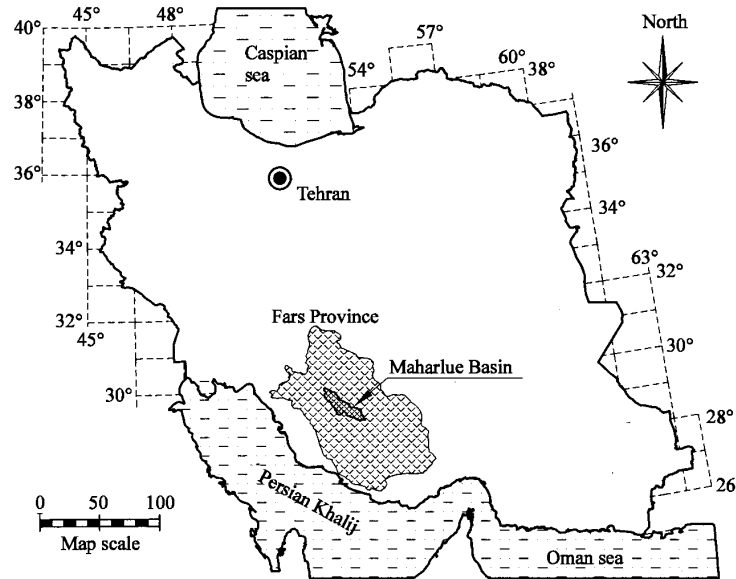 45° 48°
57°
60°
North
40°
Caspian
sea
54°
38°
38°
36°
36°
Tehran
34°
34°
63°
32°
Fars Province
32°
45°
30°
Maharlue Basin
30°
28°
Persian Khalij
26°
0 50 100
Map scale
Oman sea